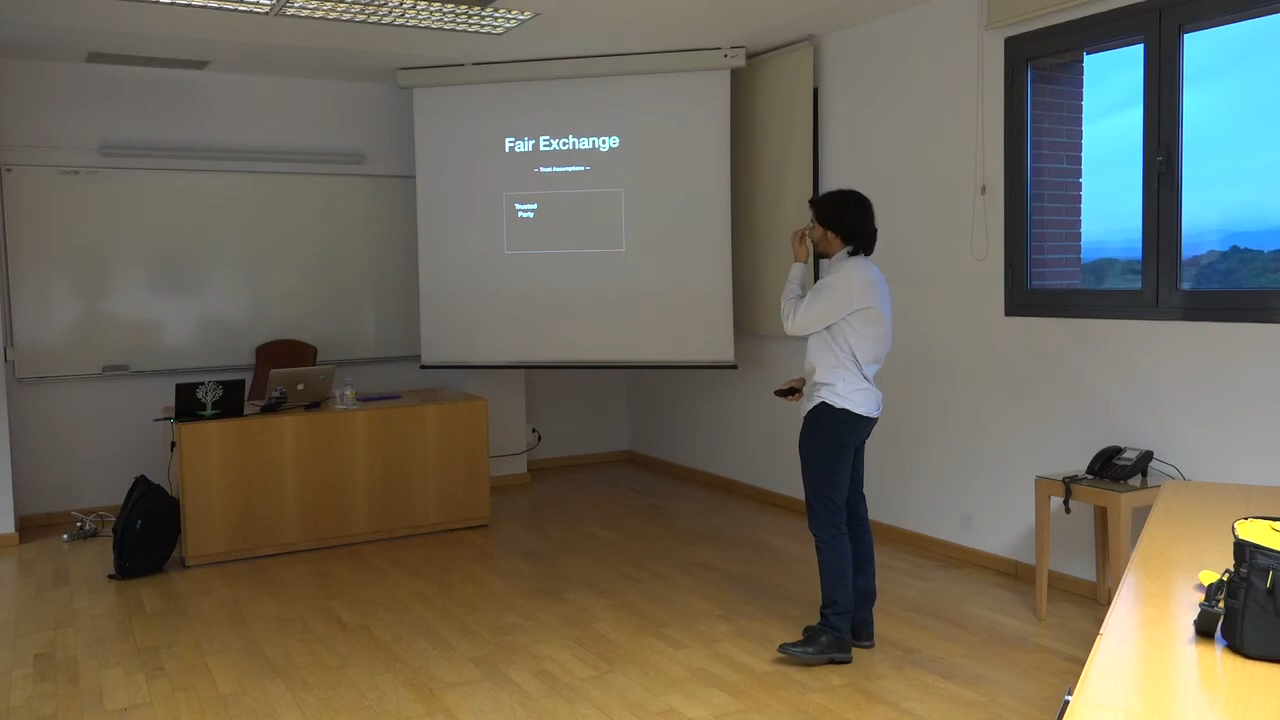 Fair Exchange
— Trust Assumptions —
Trusted
Party